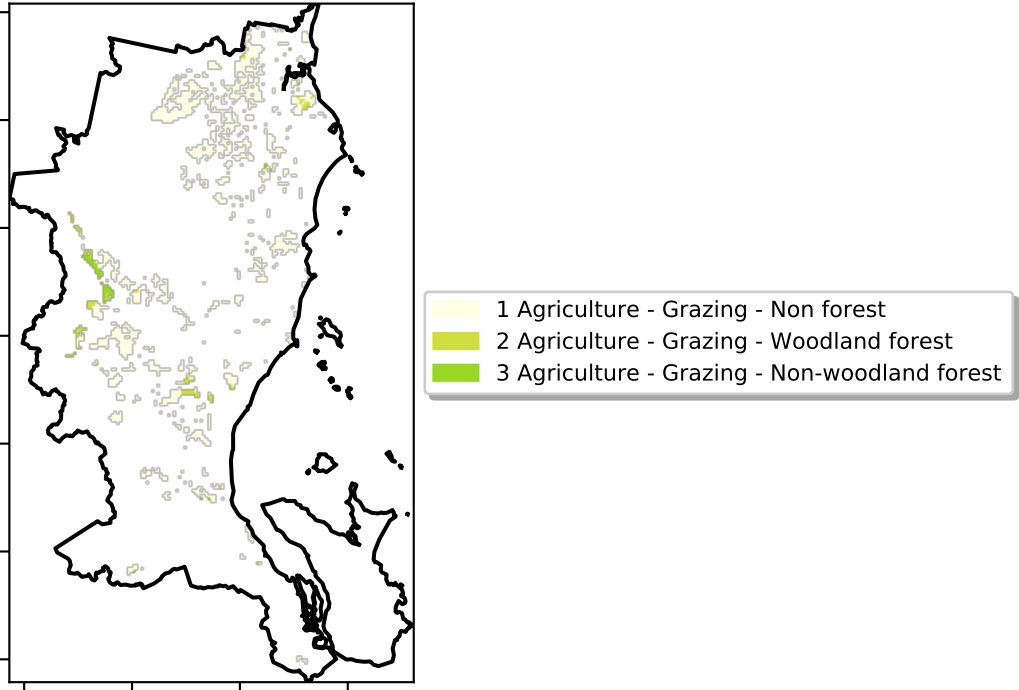 1 Agriculture - Grazing - Non forest
2 Agriculture - Grazing - Woodland forest
3 Agriculture - Grazing - Non-woodland forest